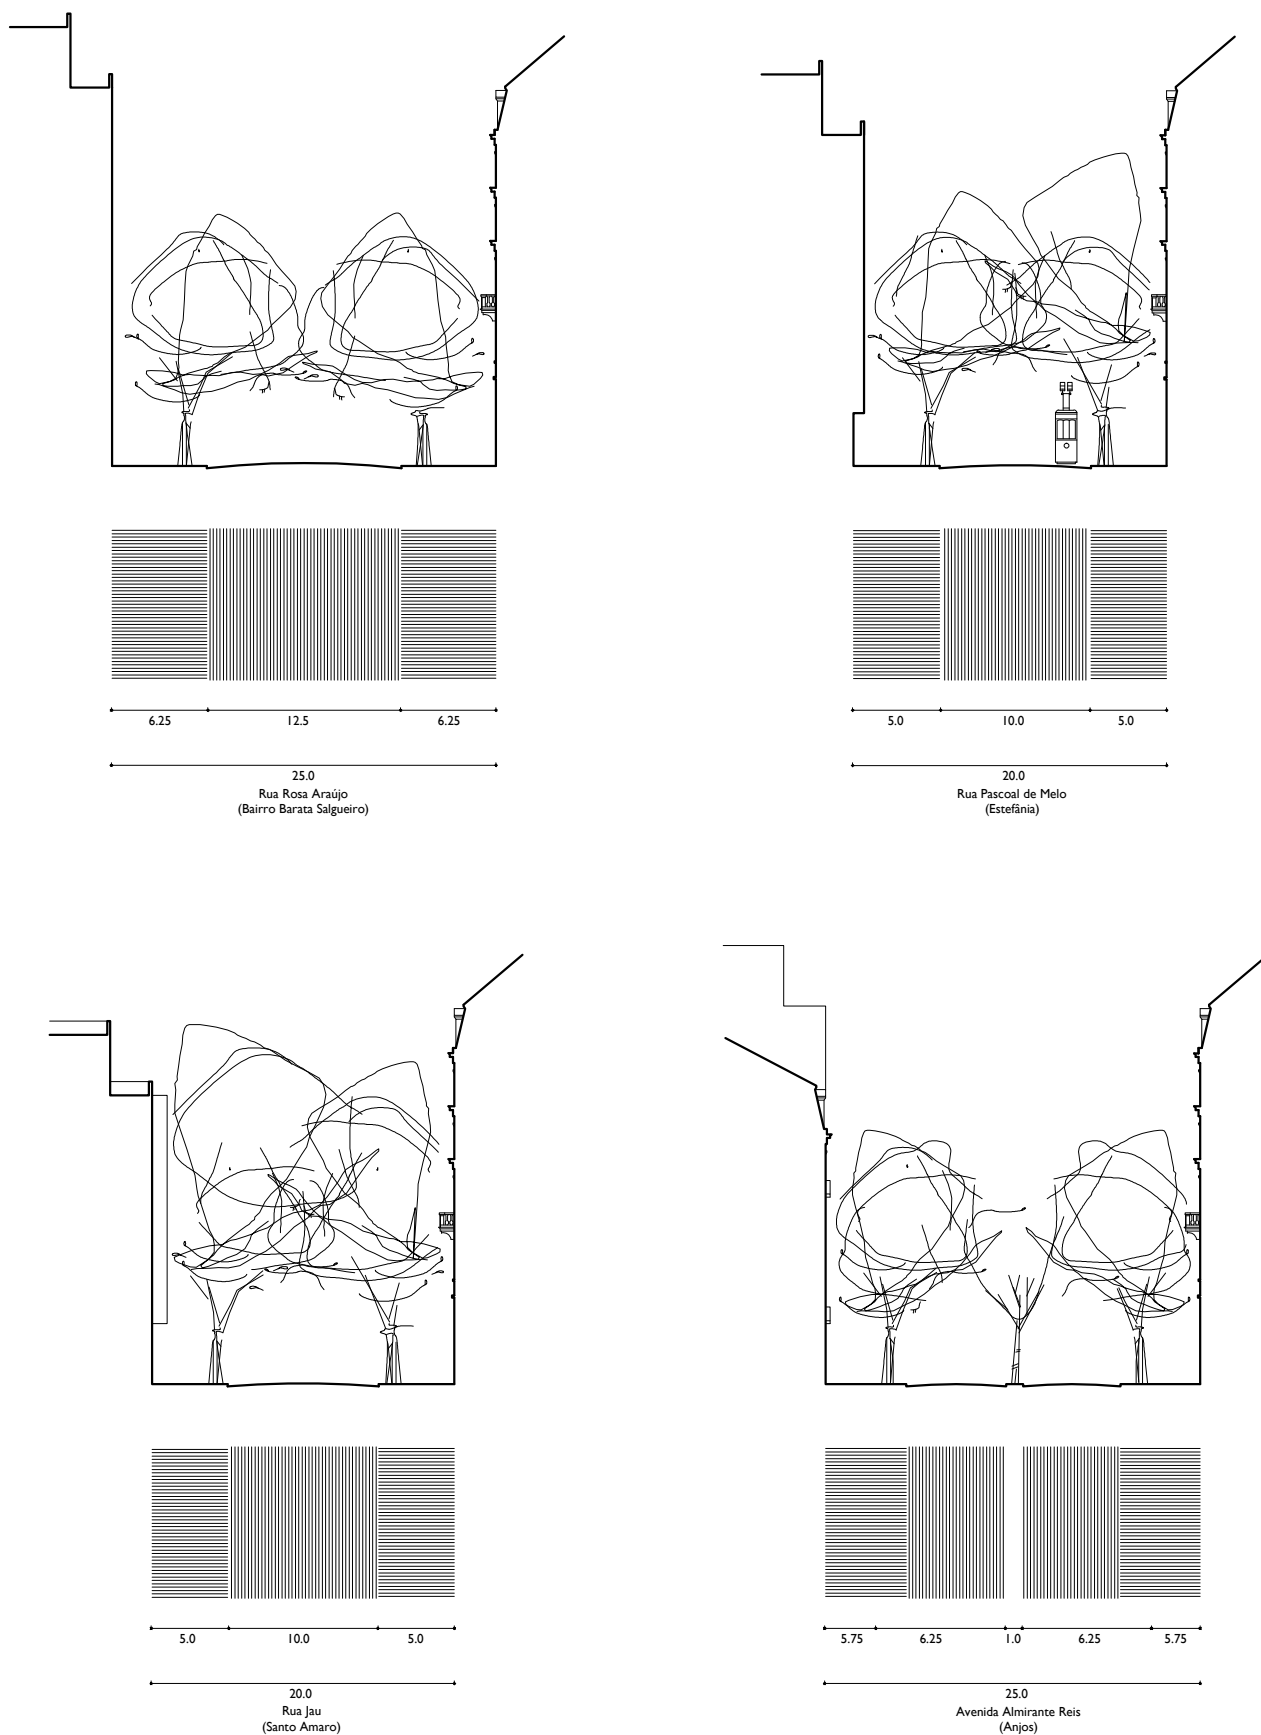 6.25 12.5 6.25
25.0
Rua Rosa Araújo
(Bairro Barata Salgueiro)
5.0 10.0 5.0
20.0
Rua Pascoal de Melo
(Estefânia)
5.0 10.0 5.0
20.0
Rua Jau
(Santo Amaro)
5.75 6.25 1.0 6.25 5.75
25.0
Avenida Almirante Reis
(Anjos)